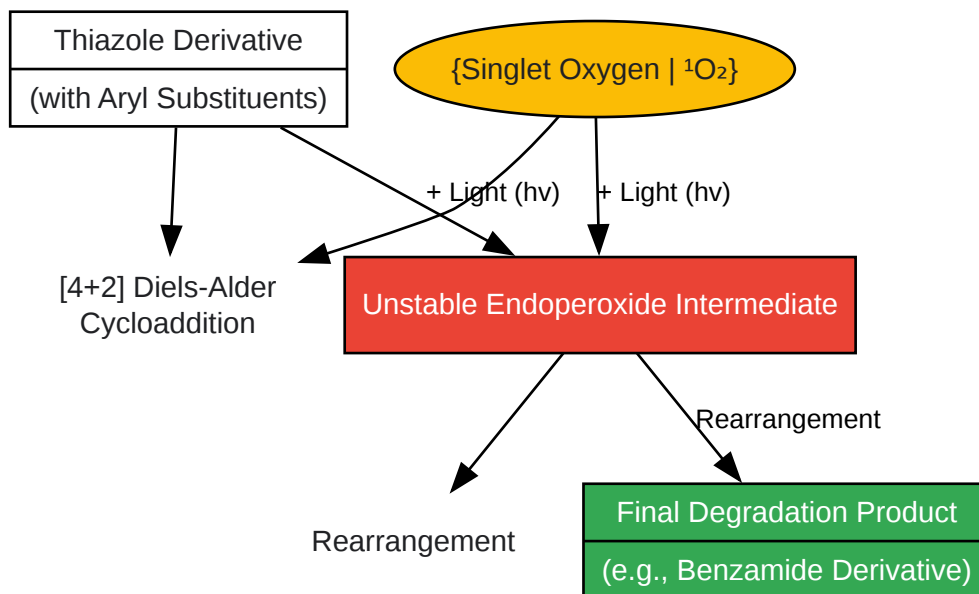 Thiazole Derivative
(with Aryl Substituents)
{Singlet Oxygen | ¹O₂}
+ Light (hv)
+ Light (hv)
[4+2] Diels-Alder
Cycloaddition
Unstable Endoperoxide Intermediate
Rearrangement
Rearrangement
Final Degradation Product
(e.g., Benzamide Derivative)